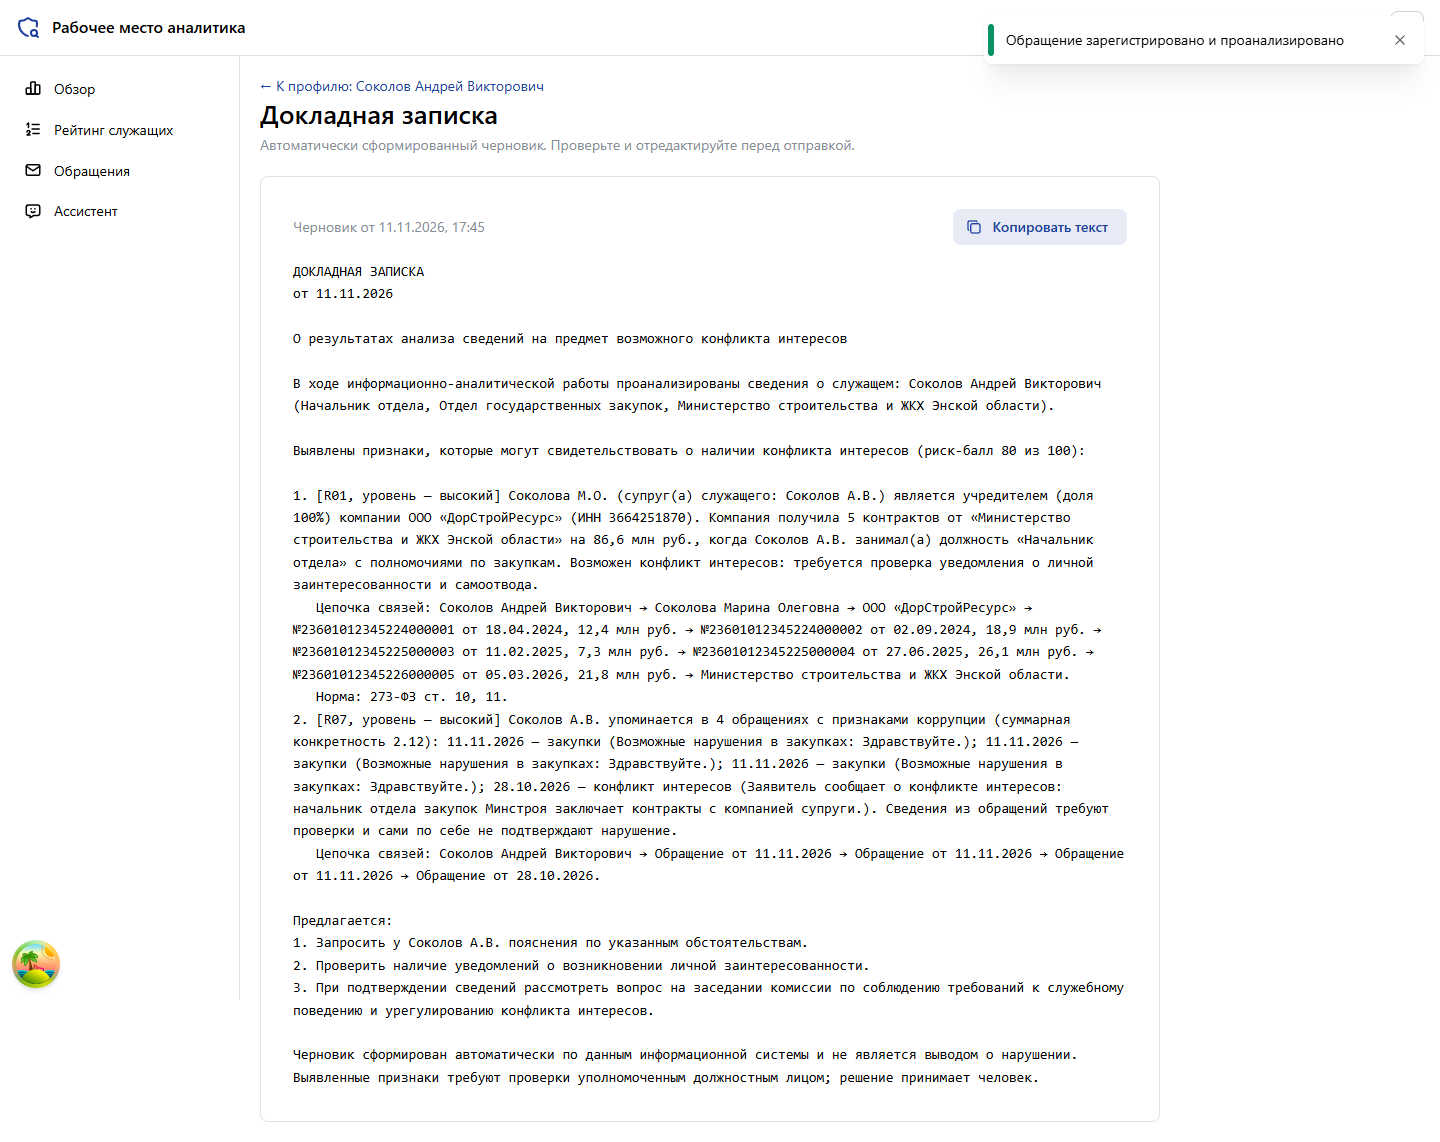 Рабочее место аналитика
Обращение зарегистрировано и проанализировано
Обзор
Рейтинг служащих
Обращения
Ассистент
← К профилю: Соколов Андрей Викторович
Докладная записка
Автоматически сформированный черновик. Проверьте и отредактируйте перед отправкой.
Черновик от 11.11.2026, 17:45
Копировать текст
ДОКЛАДНАЯ ЗАПИСКА
от 11.11.2026
О результатах анализа сведений на предмет возможного конфликта интересов
В ходе информационно-аналитической работы проанализированы сведения о служащем: Соколов Андрей Викторович
(Начальник отдела, Отдел государственных закупок, Министерство строительства и ЖКХ Энской области).
Выявлены признаки, которые могут свидетельствовать о наличии конфликта интересов (риск-балл 80 из 100):
1. [R01, уровень — высокий] Соколова М.О. (супруг(а) служащего: Соколов А.В.) является учредителем (доля
100%) компании ООО «ДорСтройРесурс» (ИНН 3664251870). Компания получила 5 контрактов от «Министерство
строительства и ЖКХ Энской области» на 86,6 млн руб., когда Соколов А.В. занимал(а) должность «Начальник
отдела» с полномочиями по закупкам. Возможен конфликт интересов: требуется проверка уведомления о личной
заинтересованности и самоотвода.
Цепочка связей: Соколов Андрей Викторович → Соколова Марина Олеговна → ООО «ДорСтройРесурс» →
№23601012345224000001 от 18.04.2024, 12,4 млн руб. → №23601012345224000002 от 02.09.2024, 18,9 млн руб. →
№23601012345225000003 от 11.02.2025, 7,3 млн руб. → №23601012345225000004 от 27.06.2025, 26,1 млн руб. →
№23601012345226000005 от 05.03.2026, 21,8 млн руб. → Министерство строительства и ЖКХ Энской области.
Норма: 273-ФЗ ст. 10, 11.
2. [R07, уровень — высокий] Соколов А.В. упоминается в 4 обращениях с признаками коррупции (суммарная
конкретность 2.12): 11.11.2026 — закупки (Возможные нарушения в закупках: Здравствуйте.); 11.11.2026 —
закупки (Возможные нарушения в закупках: Здравствуйте.); 11.11.2026 — закупки (Возможные нарушения в
закупках: Здравствуйте.); 28.10.2026 — конфликт интересов (Заявитель сообщает о конфликте интересов:
начальник отдела закупок Минстроя заключает контракты с компанией супруги.). Сведения из обращений требуют
проверки и сами по себе не подтверждают нарушение.
Цепочка связей: Соколов Андрей Викторович → Обращение от 11.11.2026 → Обращение от 11.11.2026 → Обращение
от 11.11.2026 → Обращение от 28.10.2026.
Предлагается:
1. Запросить у Соколов А.В. пояснения по указанным обстоятельствам.
2. Проверить наличие уведомлений о возникновении личной заинтересованности.
3. При подтверждении сведений рассмотреть вопрос на заседании комиссии по соблюдению требований к служебному
поведению и урегулированию конфликта интересов.
Черновик сформирован автоматически по данным информационной системы и не является выводом о нарушении.
Выявленные признаки требуют проверки уполномоченным должностным лицом; решение принимает человек.